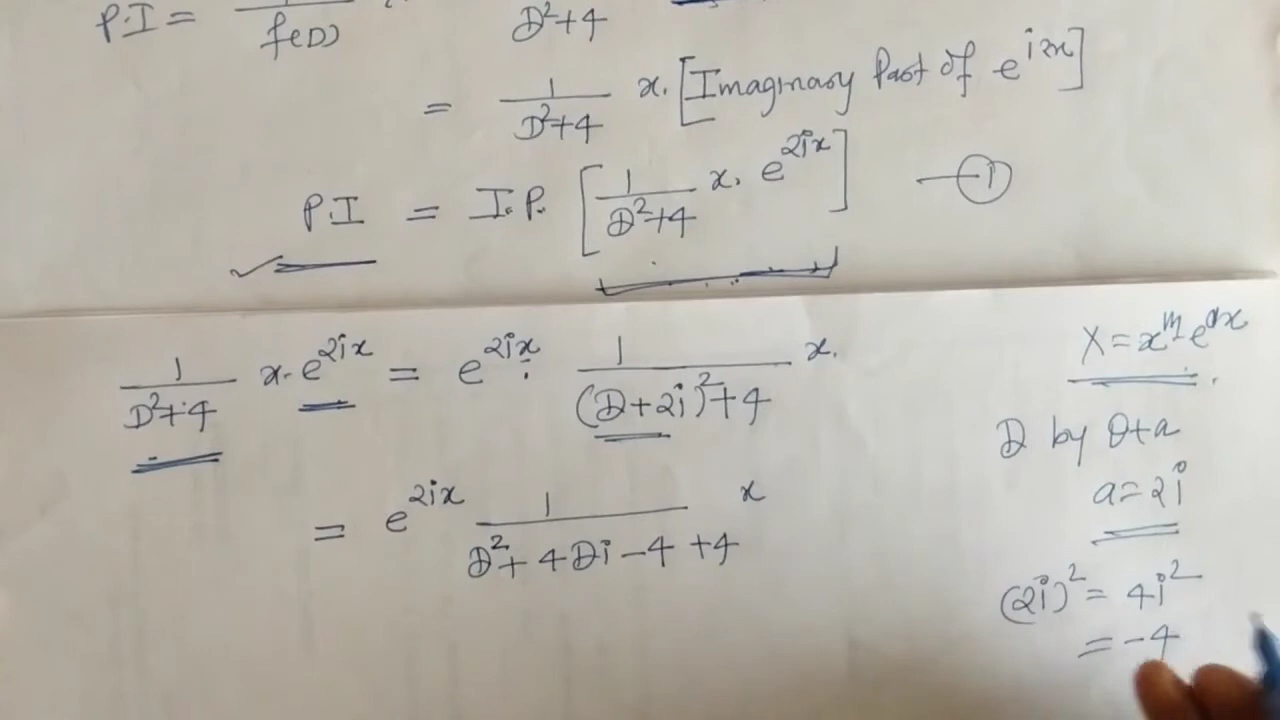 P.I = 1/f(D)   D²+4
= 1/(D²+4) x. [Imaginary Part of e^{i2x}]
P.I = I.P. [1/(D²+4) x. e^{2ix}] — ①
1/(D²+4) x. e^{2ix} = e^{2ix}. 1/((D+2i)²+4) x.
= e^{2ix} 1/(D²+4Di-4+4) x
X = x^m e^{ax}.
D by D+a
a=2i
(2i)² = 4i²
= -4